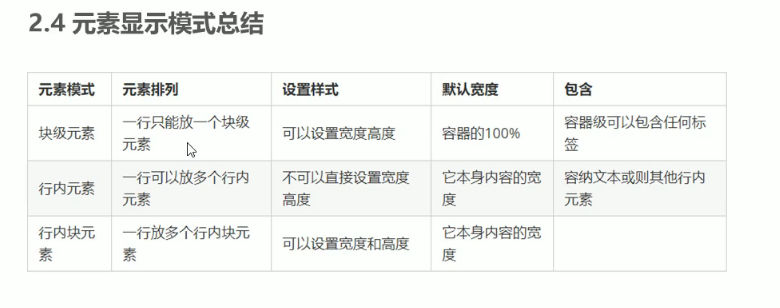 2.4 元素显示模式总结
元素模式 元素排列 设置样式 默认宽度 包含
块级元素 一行只能放一个块级 可以设置宽度高度 容器的100% 容器级可以包含任何标
元素 签
行内元素 一行可以放多个行内 不可以直接设置宽度 它本身内容的宽 容纳文本或则其他行内
元素 高度 度 元素
行内块元 一行放多个行内块元 可以设置宽度和高度 它本身内容的宽
素 素 度